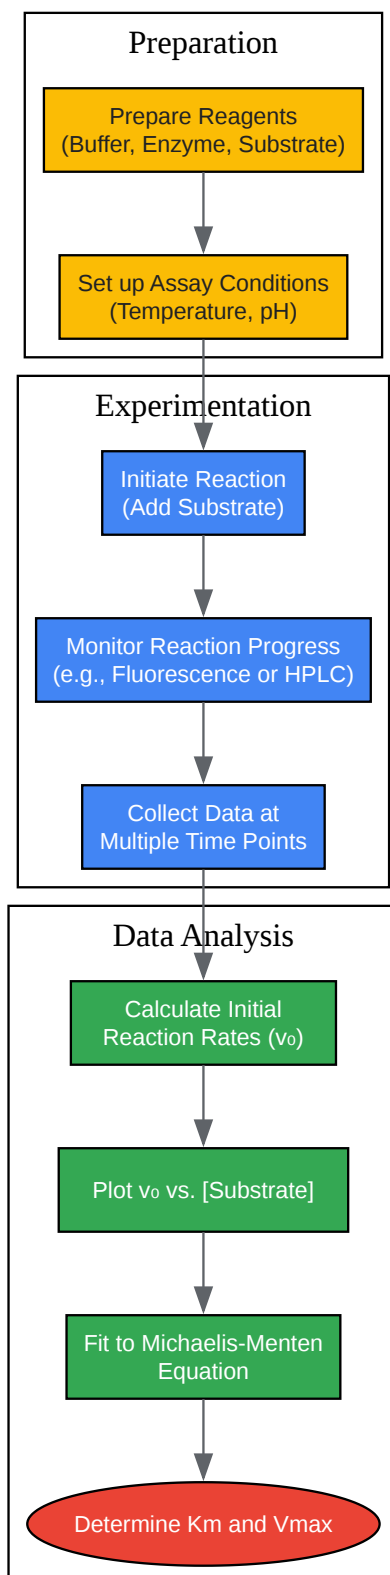 Preparation
Prepare Reagents
(Buffer, Enzyme, Substrate)
Set up Assay Conditions
(Temperature, pH)
Experimentation
Initiate Reaction
(Add Substrate)
Monitor Reaction Progress
(e.g., Fluorescence or HPLC)
Collect Data at
Multiple Time Points
Data Analysis
Calculate Initial
Reaction Rates (v₀)
Plot v₀ vs. [Substrate]
Fit to Michaelis-Menten
Equation
Determine Km and Vmax